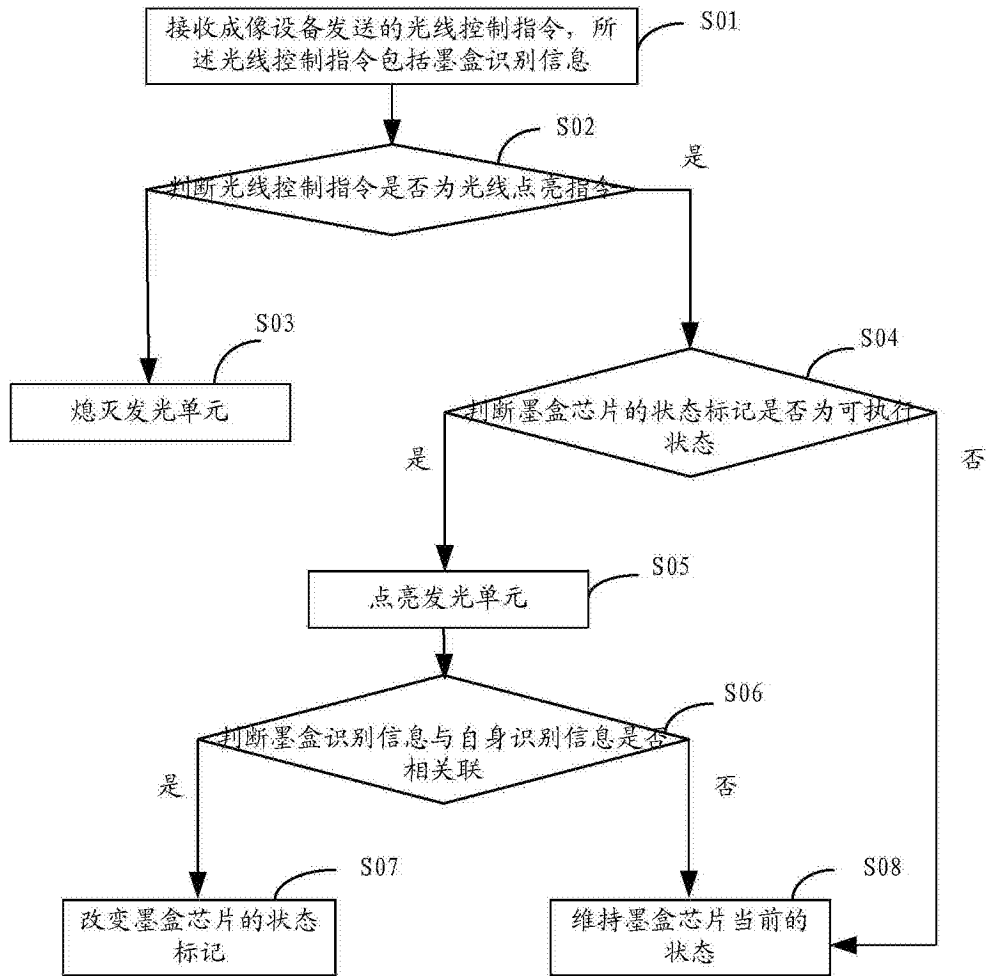 接收成像设备发送的光线控制指令，所
述光线控制指令包括墨盒识别信息
S01
S02
判断光线控制指令是否为光线点亮指令
是
S03
熄灭发光单元
S04
判断墨盒芯片的状态标记是否为可执行
状态
是
否
S05
点亮发光单元
S06
判断墨盒识别信息与自身识别信息是否
相关联
是
否
S07
改变墨盒芯片的状态
标记
S08
维持墨盒芯片当前的
状态